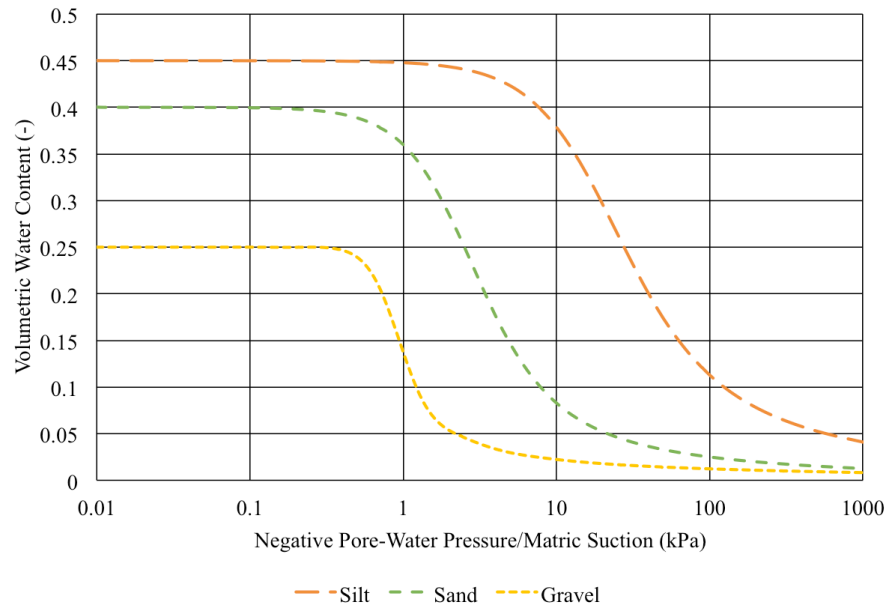 0.5
0.45
0.4
0.35
0.3
0.25
0.2
0.15
0.1
0.05
0
Volumetric Water Content (-)
0.01 0.1 1 10 100 1000
Negative Pore-Water Pressure/Matric Suction (kPa)
Silt Sand Gravel